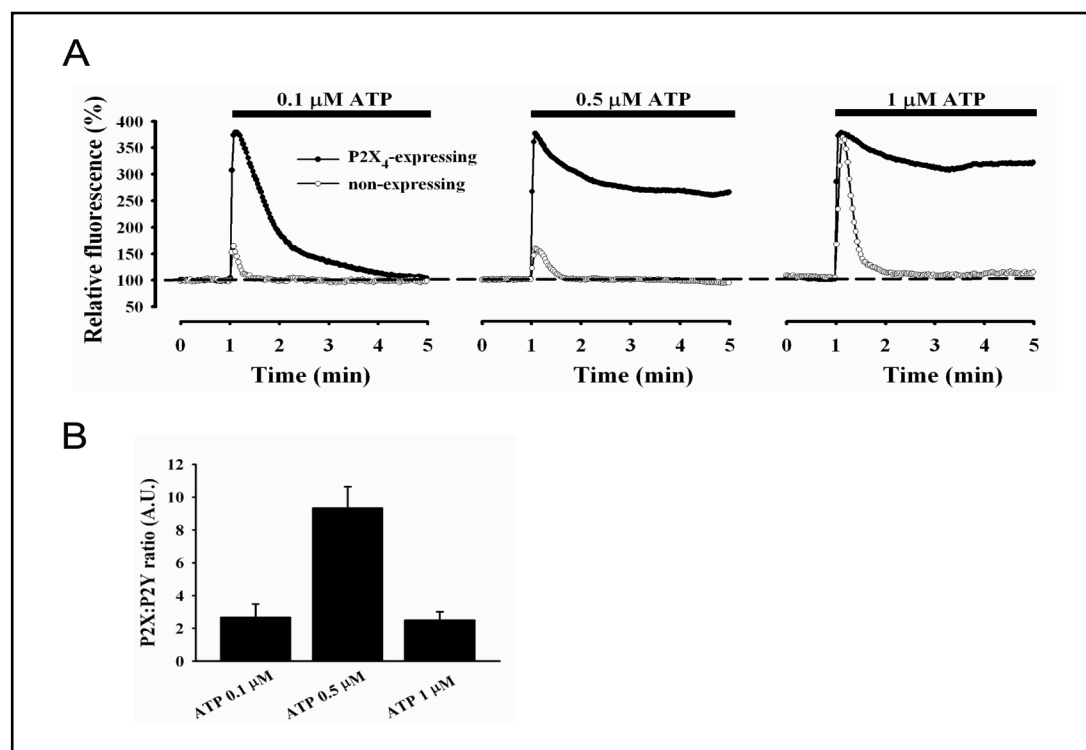 A
0.1 µM ATP
0.5 µM ATP
1 µM ATP
Relative fluorescence (%)
400
350
300
250
150
100
50
P2X4-expressing
non-expressing
0 1 2 3 4 5
0 1 2 3 4 5
0 1 2 3 4 5
Time (min)
Time (min)
Time (min)
B
P2X:P2Y ratio (A.U.)
12
10
8
6
4
2
0
ATP 0.1 µM
ATP 0.5 µM
ATP 1 µM